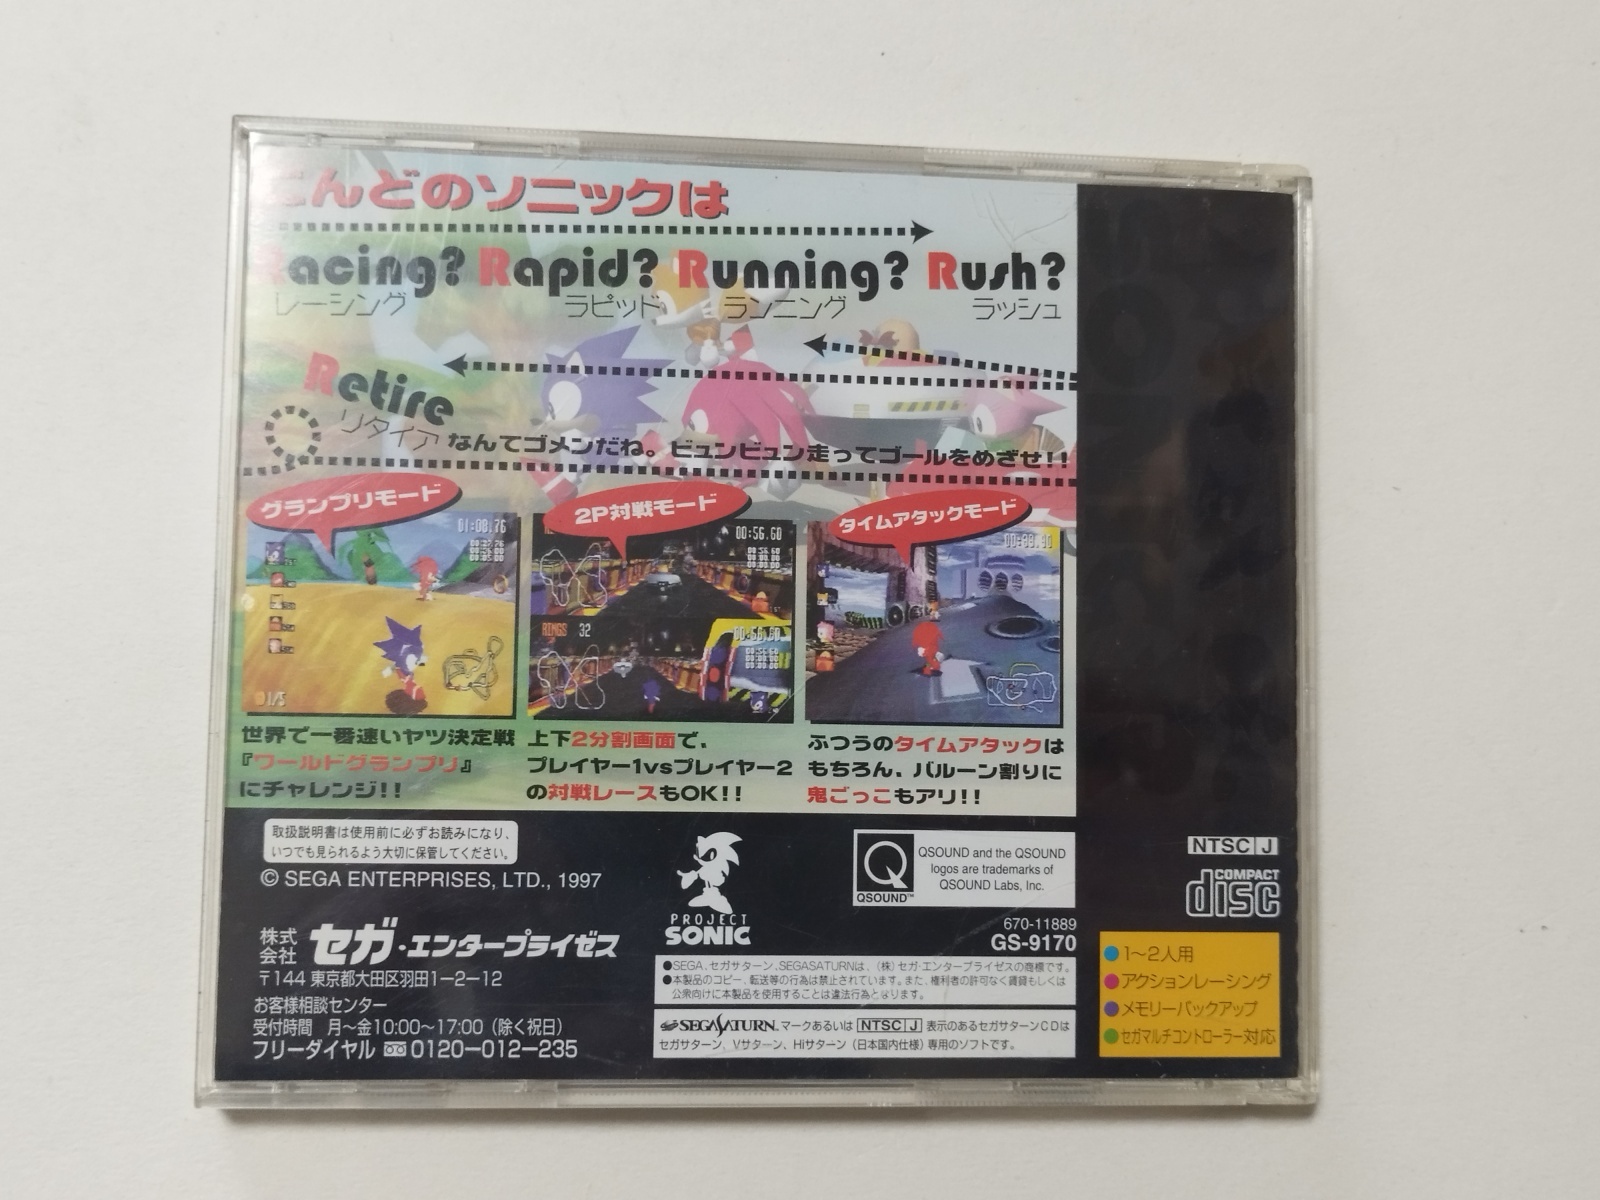 こんどのソニックは
Racing? Rapid? Running? Rush?
レーシング ラピッド ランニング ラッシュ
Retire
リタイア なんてゴメンだね。ビュンビュン走ってゴールをめざせ!!
グランプリモード
2P対戦モード
タイムアタックモード
01:08.76
00:56.60
RINGS 32
00:56.60
1/5
世界で一番速いヤツ決定戦
『ワールドグランプリ』
にチャレンジ!!
上下2分割画面で、
プレイヤー1vsプレイヤー2
の対戦レースもOK!!
ふつうのタイムアタックは
もちろん、バルーン割りに
鬼ごっこもアリ!!
取扱説明書は使用前に必ずお読みになり、
いつでも見られるよう大切に保管してください。
© SEGA ENTERPRISES, LTD., 1997
株式会社 セガ・エンタープライゼス
〒144 東京都大田区羽田1−2−12
お客様相談センター
受付時間 月〜金10:00〜17:00（除く祝日）
フリーダイヤル 0120−012−235
PROJECT
SONIC
Q
QSOUND™
QSOUND and the QSOUND
logos are trademarks of
QSOUND Labs, Inc.
670-11889
GS-9170
●SEGA、セガサターン、SEGASATURNは、（株）セガ・エンタープライゼスの商標です。
●本製品のコピー、転送等の行為は禁止されています。また、権利者の許可なく賃貸もしくは
公衆向けに本製品を使用することは違法行為となります。
SEGA SATURN マークあるいは NTSC J 表示のあるセガサターンCDは
セガサターン、Vサターン、Hiサターン（日本国内仕様）専用のソフトです。
NTSC J
COMPACT
disc
●1〜2人用
●アクションレーシング
●メモリーバックアップ
●セガマルチコントローラー対応